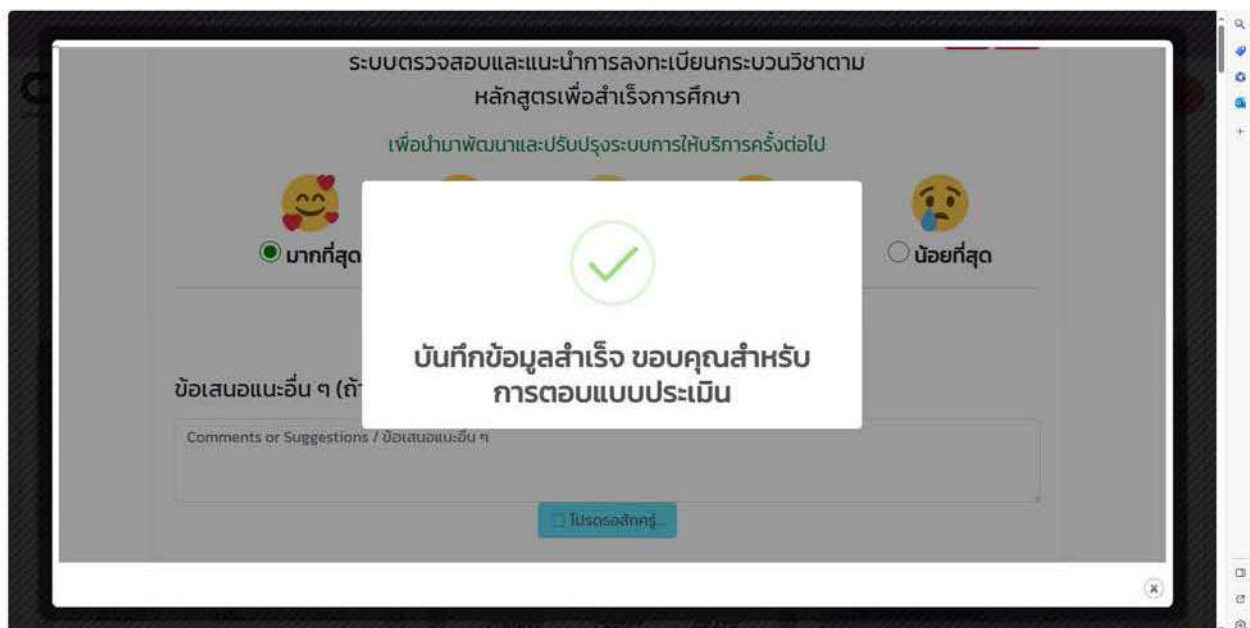 ระบบตรวจสอบและแนะนำการลงทะเบียนกระบวนวิชาตาม
หลักสูตรเพื่อสำเร็จการศึกษา
เพื่อนำมาพัฒนาและปรับปรุงระบบการให้บริการครั้งต่อไป
มากที่สุด
น้อยที่สุด
บันทึกข้อมูลสำเร็จ ขอบคุณสำหรับ
การตอบแบบประเมิน
ข้อเสนอแนะอื่น ๆ (ถ้า
Comments or Suggestions / ข้อเสนอแนะอื่น ๆ
โปรดรอสักครู่...